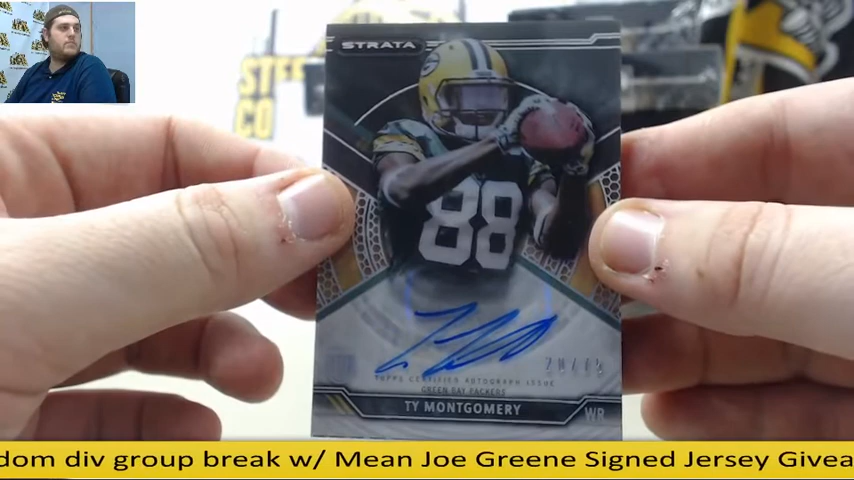 STRATA
88
TOPPS CERTIFIED AUTOGRAPH ISSUE
GREEN BAY PACKERS
TY MONTGOMERY
WR
dom div group break w/ Mean Joe Greene Signed Jersey Givea